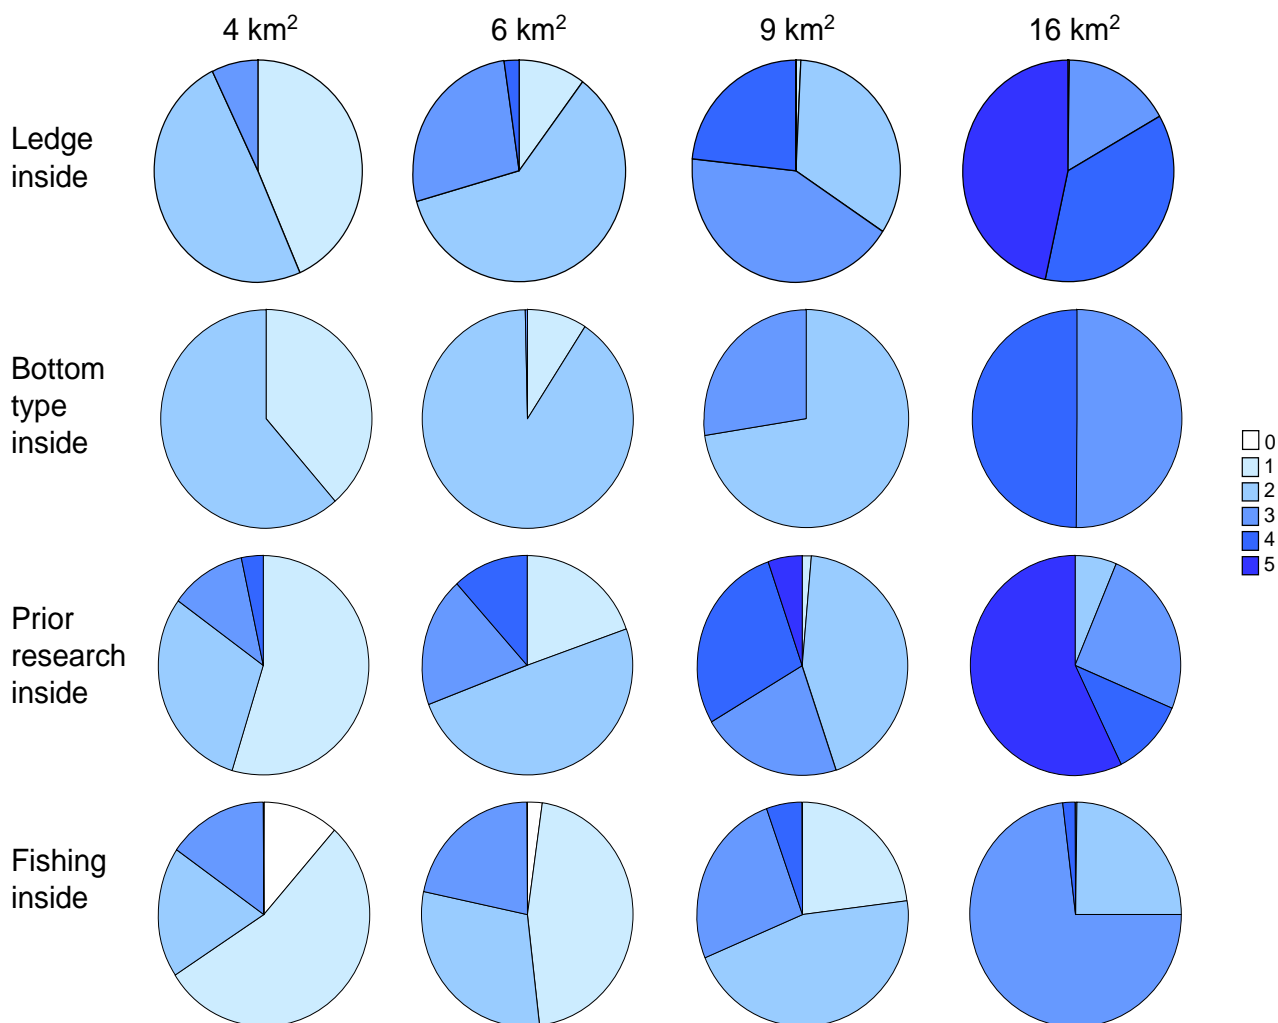 4 km²
6 km²
9 km²
16 km²
Ledge
inside
Bottom
type
inside
0
1
2
3
4
5
Prior
research
inside
Fishing
inside